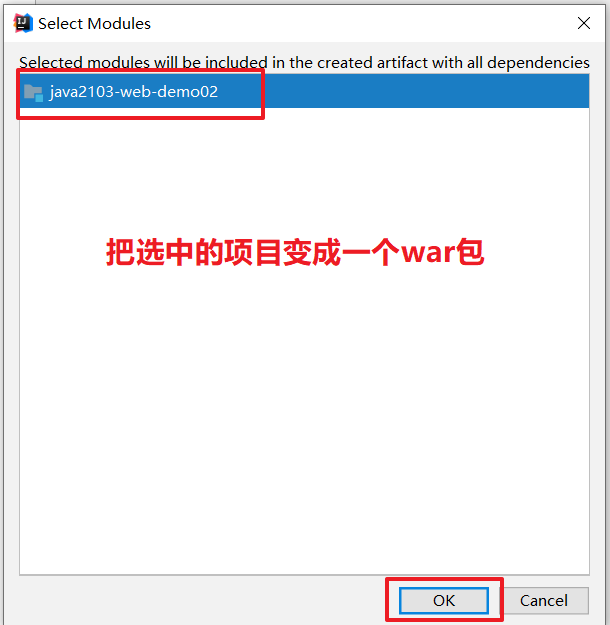 Select Modules
Selected modules will be included in the created artifact with all dependencies
java2103-web-demo02
把选中的项目变成一个war包
OK
Cancel